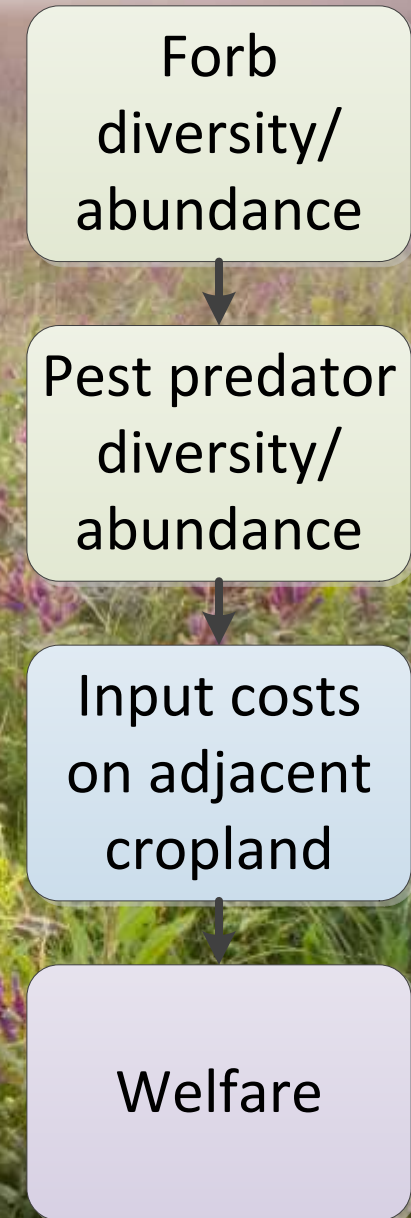 Forb
diversity/
abundance
Pest predator
diversity/
abundance
Input costs
on adjacent
cropland
Welfare